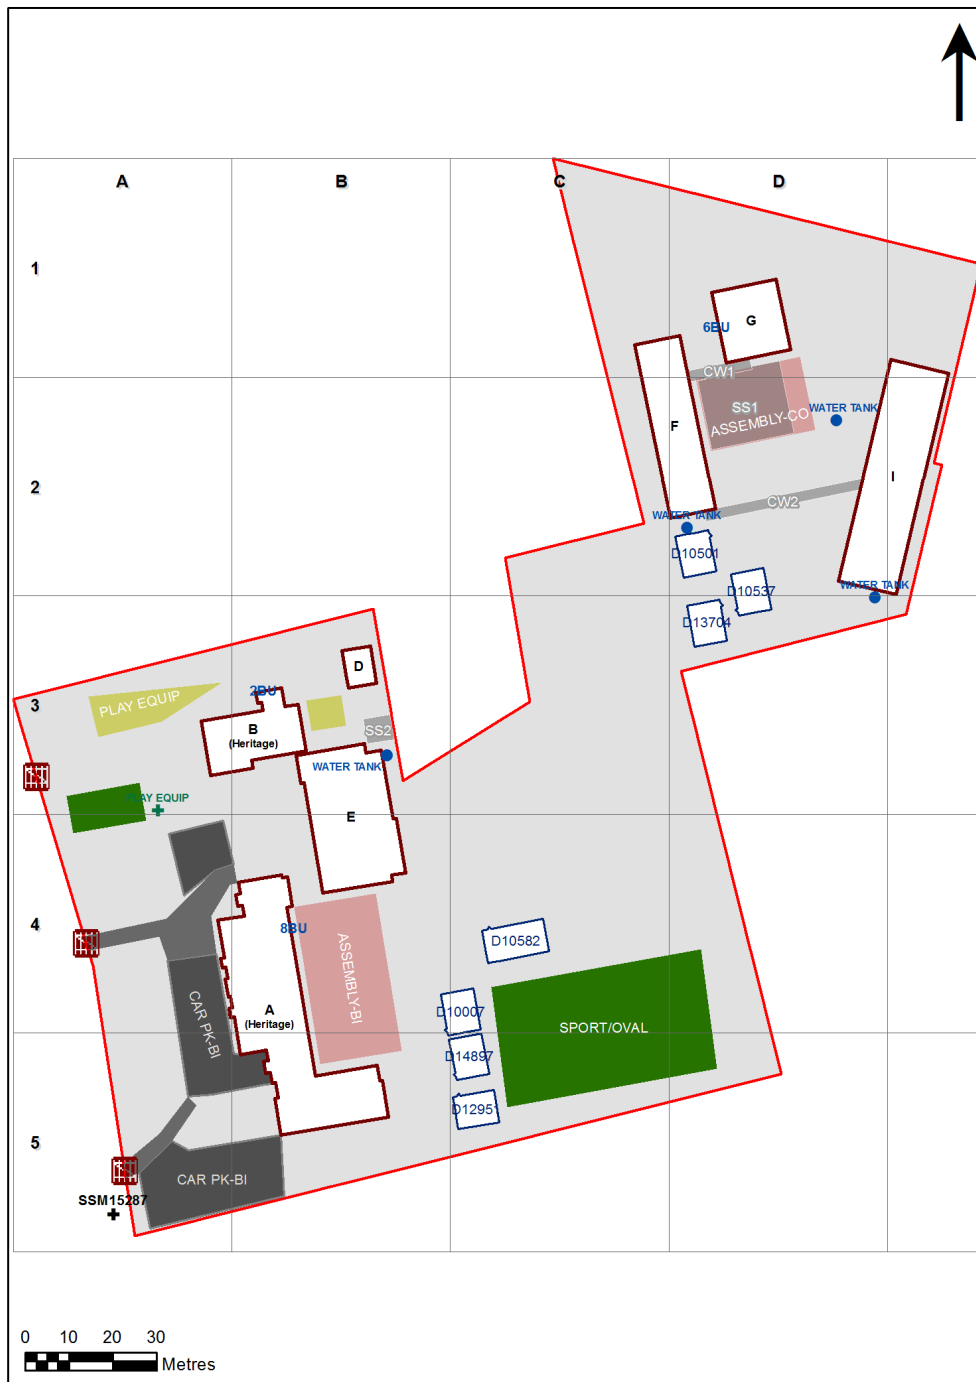 A
B
C
D
1
G
6BU
CW1
WATER TANK
SS1
ASSEMBLY-CO
F
I
2
CW2
WATER TANK
D10501
WATER TANK
D10537
D13704
D
2BU
PLAY EQUIP
3
B
(Heritage)
SS2
WATER TANK
PLAY EQUIP
E
4
8BU
D10582
ASSEMBLY-BI
A
(Heritage)
D10007
CAR PK-BI
SPORT/OVAL
D14897
D12951
5
CAR PK-BI
SSM15287
0 10 20 30
Metres